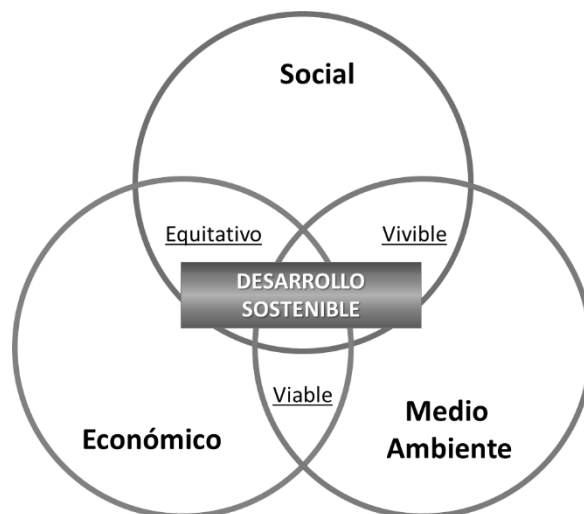 Social
Equitativo
Vivible
DESARROLLO
SOSTENIBLE
Viable
Económico
Medio
Ambiente